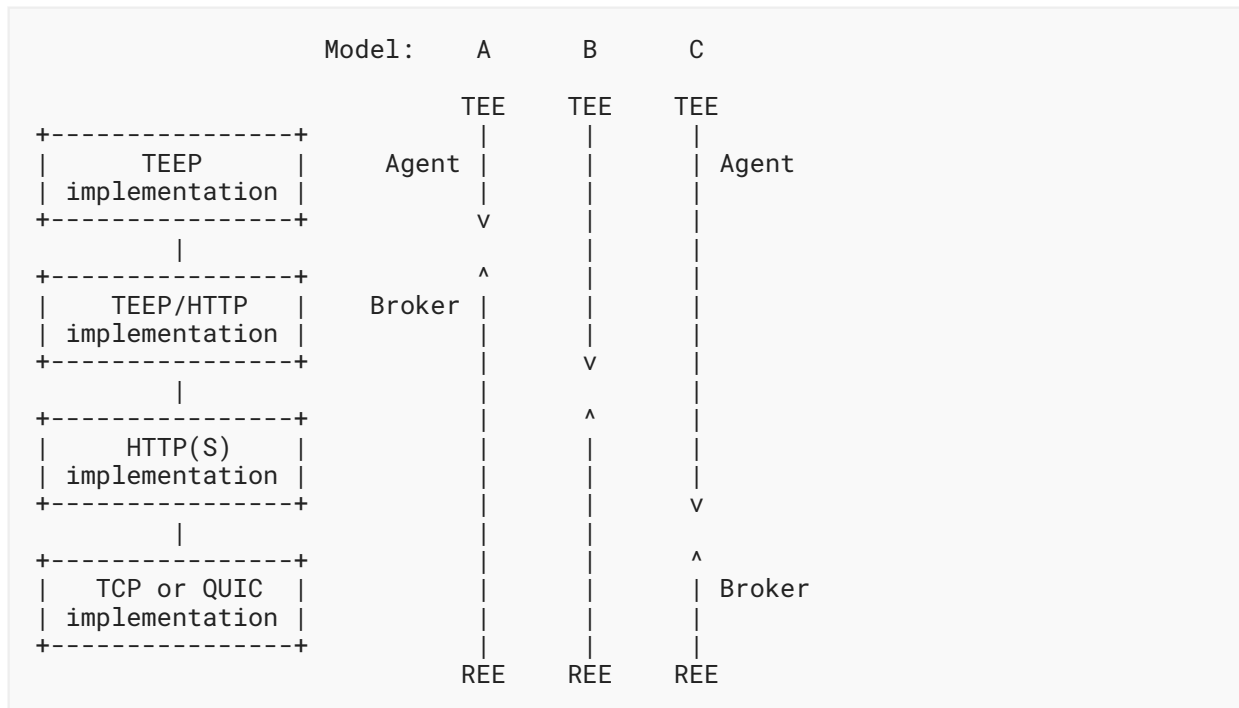 Model:    A      B      C

                             TEE    TEE    TEE
 +----------------+           |      |      |
 |      TEEP      |     Agent |      |      | Agent
 | implementation |           |      |      |
 +----------------+           v      |      |
          |                          |      |
 +----------------+           ^      |      |
 |    TEEP/HTTP   |    Broker |      |      |
 | implementation |           |      |      |
 +----------------+           |      v      |
          |                   |             |
 +----------------+           |      ^      |
 |     HTTP(S)    |           |      |      |
 | implementation |           |      |      |
 +----------------+           |      |      v
          |                   |      |
 +----------------+           |      |      ^
 |   TCP or QUIC  |           |      |      | Broker
 | implementation |           |      |      |
 +----------------+           |      |      |
                             REE    REE    REE